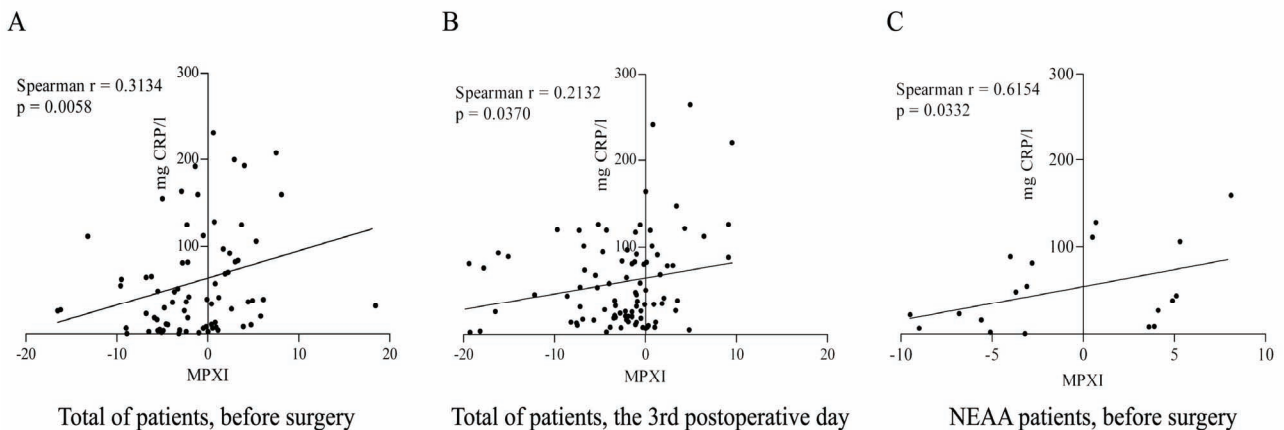 A
Spearman r = 0.3134
p = 0.0058
mg CRP/l
300
200
100
-20
-10
0
10
20
MPXI
Total of patients, before surgery
B
Spearman r = 0.2132
p = 0.0370
mg CRP/l
300
200
100
-20
-10
0
10
20
MPXI
Total of patients, the 3rd postoperative day
C
Spearman r = 0.6154
p = 0.0332
mg CRP/l
300
200
100
-10
-5
0
5
10
MPXI
NEAA patients, before surgery